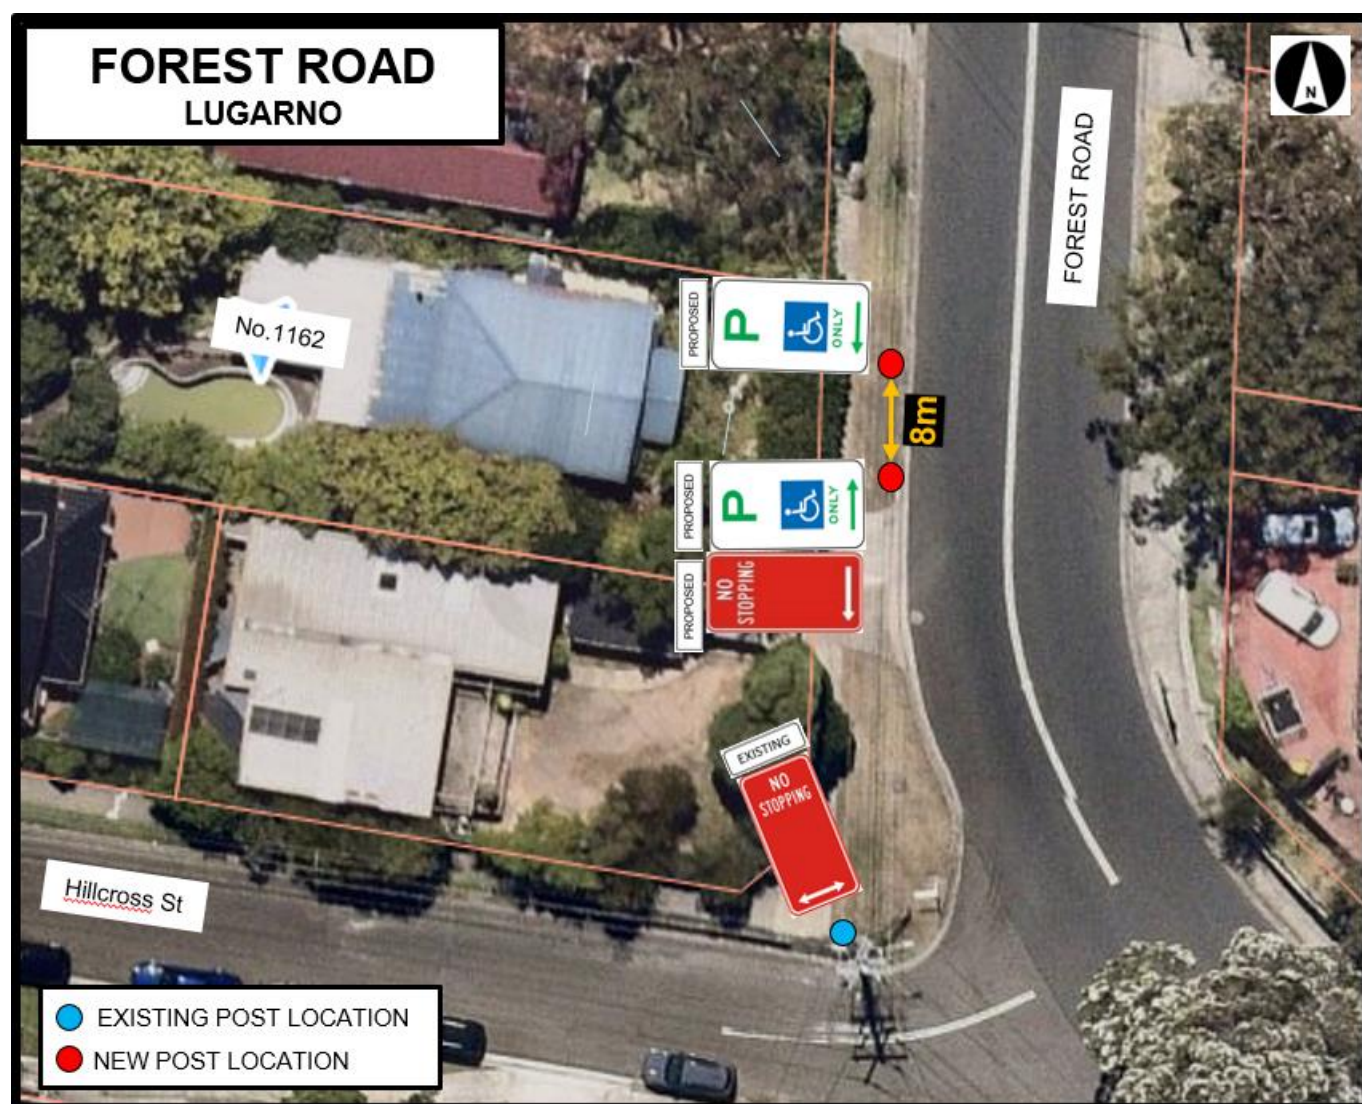 FOREST ROAD
LUGARNO
N
FOREST ROAD
No.1162
PROPOSED
P
ONLY
8m
PROPOSED
P
ONLY
PROPOSED
NO
STOPPING
EXISTING
NO
STOPPING
Hillcross St
EXISTING POST LOCATION
NEW POST LOCATION